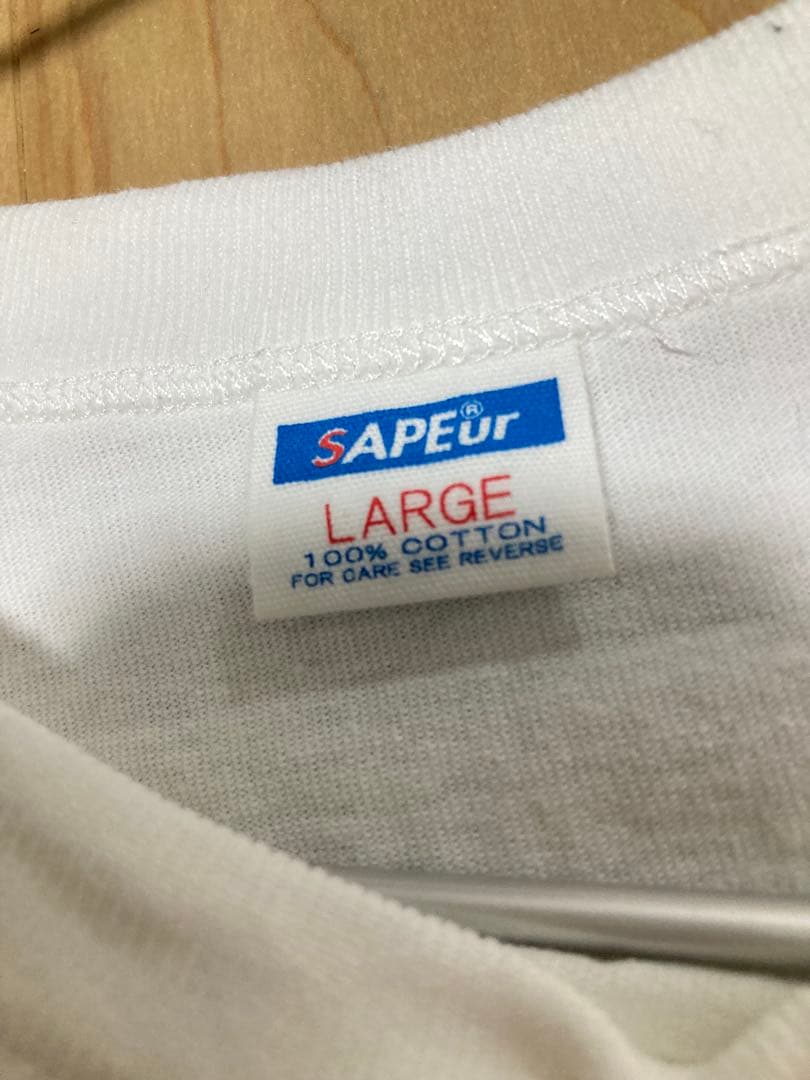 SAPEur®
LARGE
100% COTTON
FOR CARE SEE REVERSE